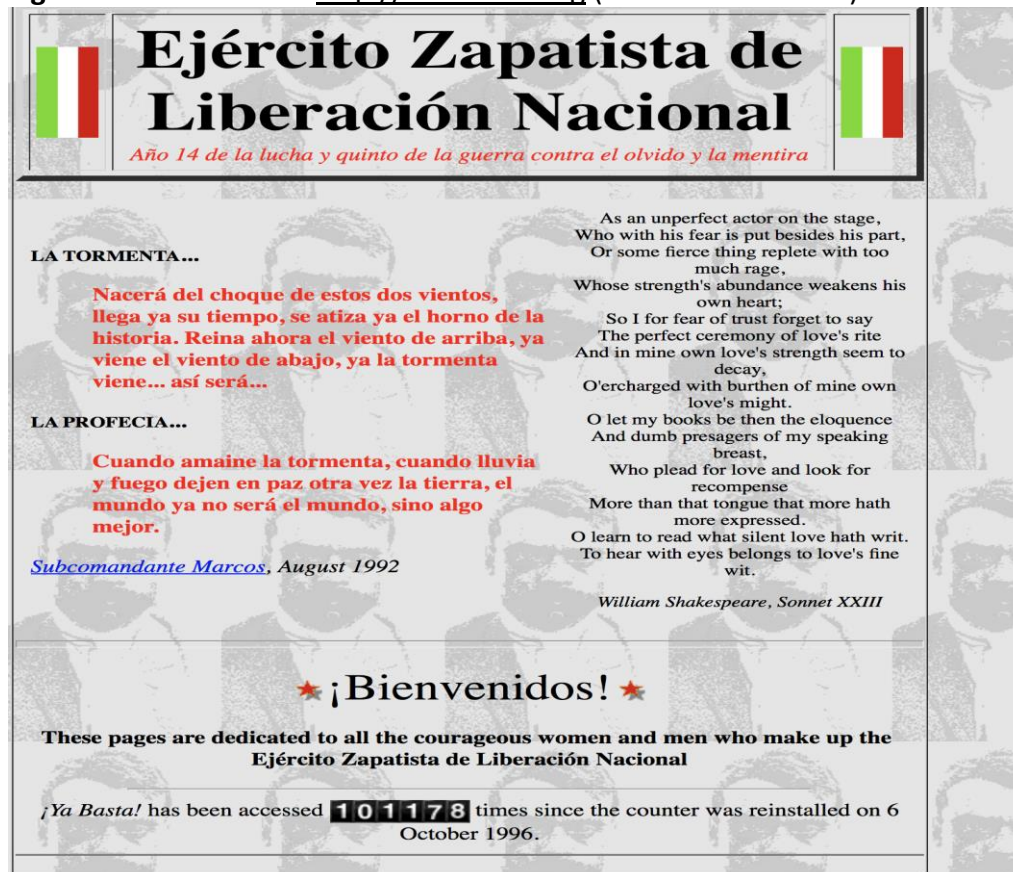 Ejército Zapatista de
Liberación Nacional
Año 14 de la lucha y quinto de la guerra contra el olvido y la mentira
LA TORMENTA...
Nacerá del choque de estos dos vientos,
llega ya su tiempo, se atiza ya el horno de la
historia. Reina ahora el viento de arriba, ya
viene el viento de abajo, ya la tormenta
viene... así será...
LA PROFECIA...
Cuando amaine la tormenta, cuando lluvia
y fuego dejen en paz otra vez la tierra, el
mundo ya no será el mundo, sino algo
mejor.
Subcomandante Marcos, August 1992
As an unperfect actor on the stage,
Who with his fear is put besides his part,
Or some fierce thing replete with too
much rage,
Whose strength's abundance weakens his
own heart;
So I for fear of trust forget to say
The perfect ceremony of love's rite
And in mine own love's strength seem to
decay,
O'ercharged with burthen of mine own
love's might.
O let my books be then the eloquence
And dumb presagers of my speaking
breast,
Who plead for love and look for
recompense
More than that tongue that more hath
more expressed.
O learn to read what silent love hath writ.
To hear with eyes belongs to love's fine
wit.
William Shakespeare, Sonnet XXIII
¡Bienvenidos!
These pages are dedicated to all the courageous women and men who make up the
Ejército Zapatista de Liberación Nacional
¡Ya Basta! has been accessed 101178 times since the counter was reinstalled on 6
October 1996.